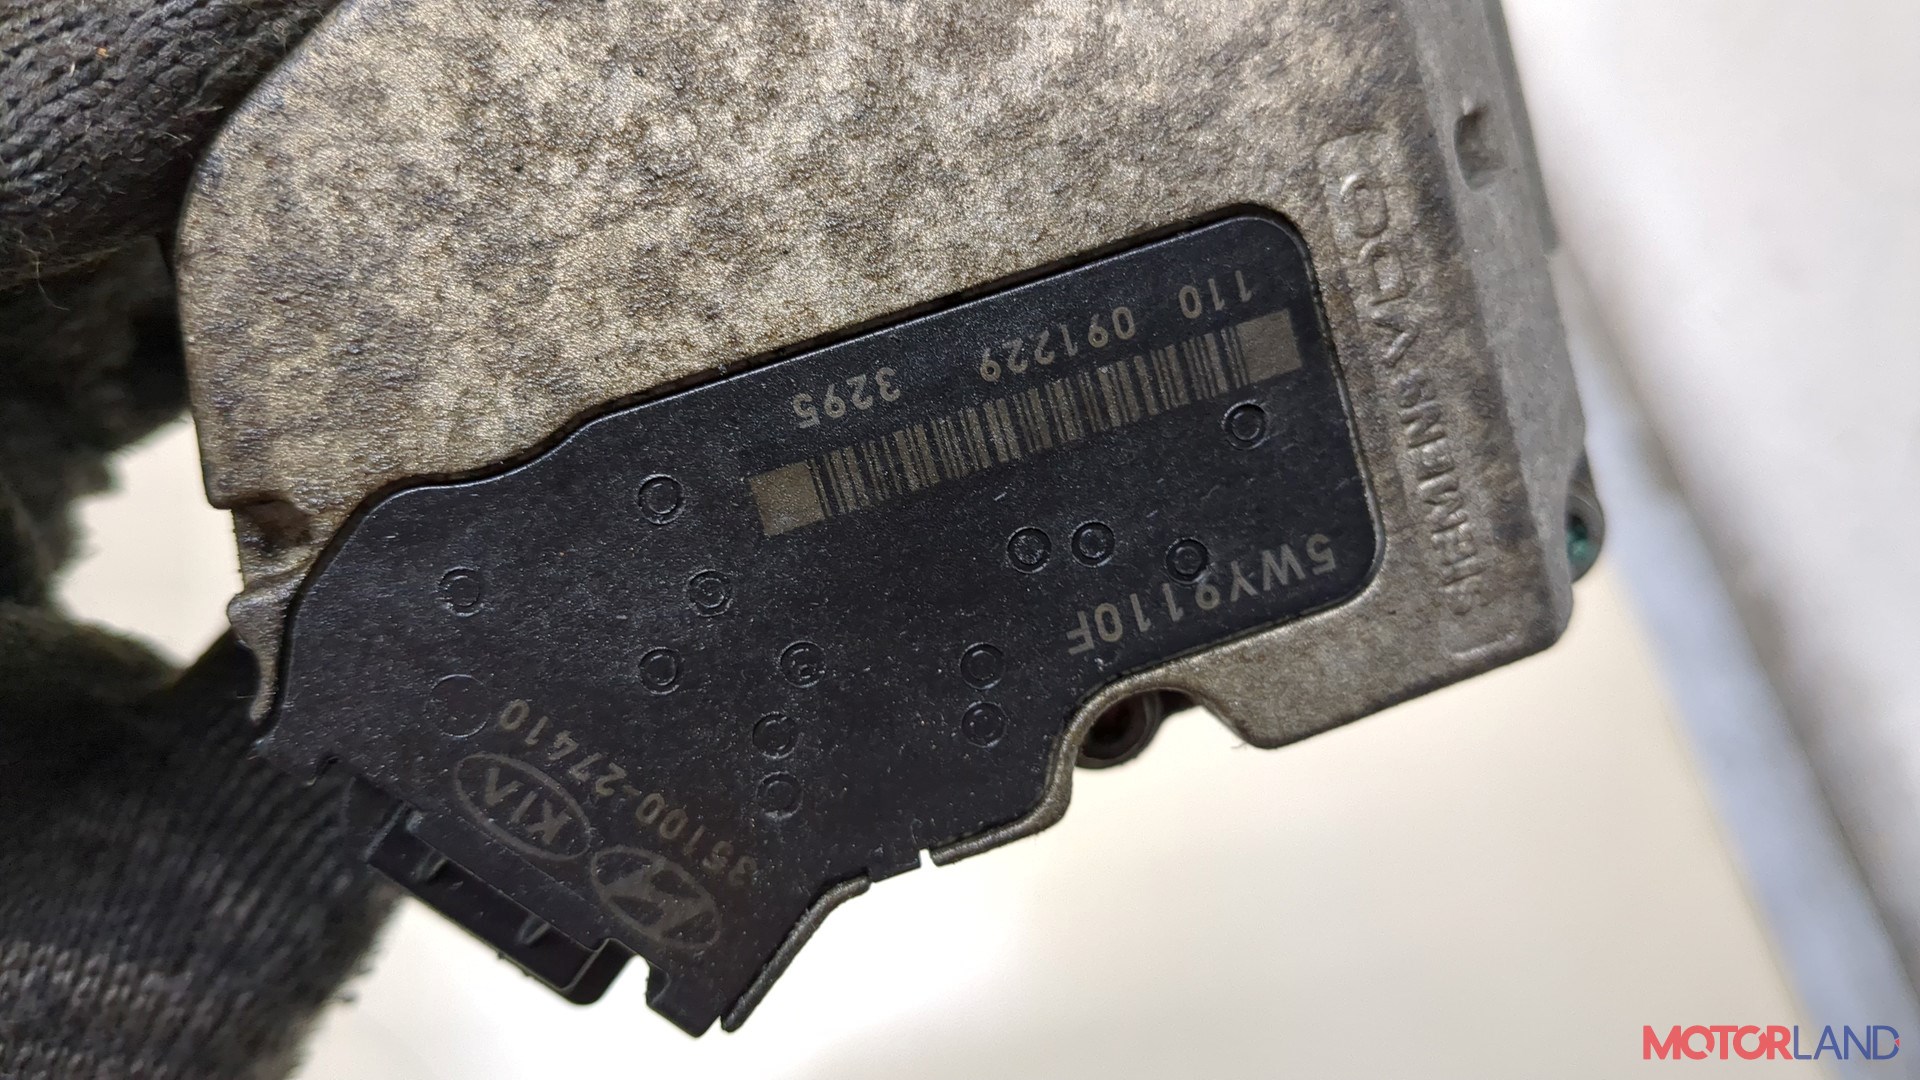 SIEMENS VDO
5WY9110F
110 091229 3295
35100-27410
KIA
MOTORLAND